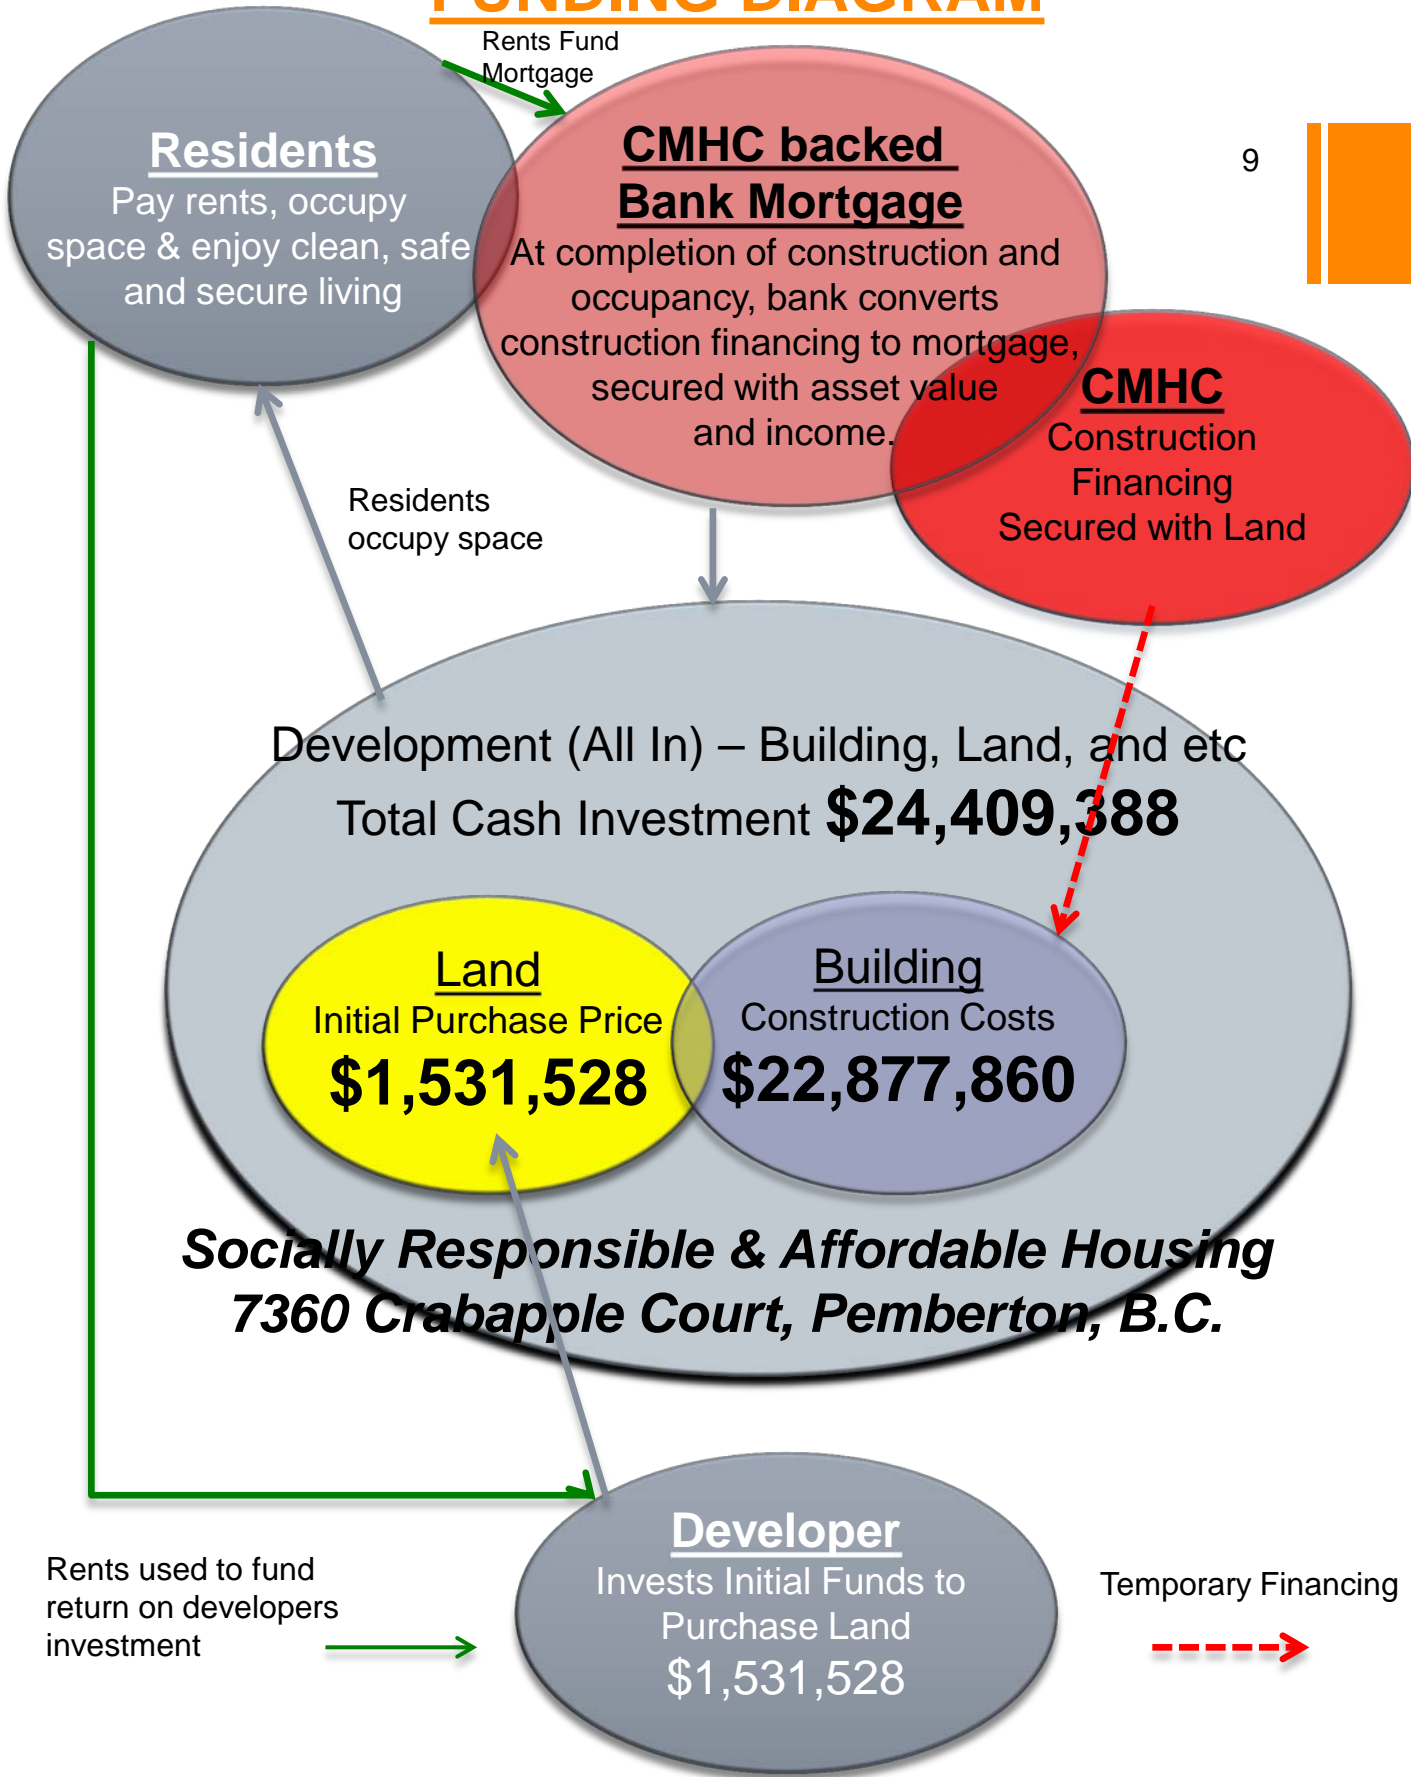 FUNDING DIAGRAM
Rents Fund
Mortgage
Residents
Pay rents, occupy
space & enjoy clean, safe
and secure living
CMHC backed
Bank Mortgage
At completion of construction and
occupancy, bank converts
construction financing to mortgage,
secured with asset value
and income.
9
CMHC
Construction
Financing
Secured with Land
Residents
occupy space
Development (All In) – Building, Land, and etc
Total Cash Investment $24,409,388
Land
Initial Purchase Price
$1,531,528
Building
Construction Costs
$22,877,860
Socially Responsible & Affordable Housing
7360 Crabapple Court, Pemberton, B.C.
Developer
Invests Initial Funds to
Purchase Land
$1,531,528
Rents used to fund
return on developers
investment
Temporary Financing